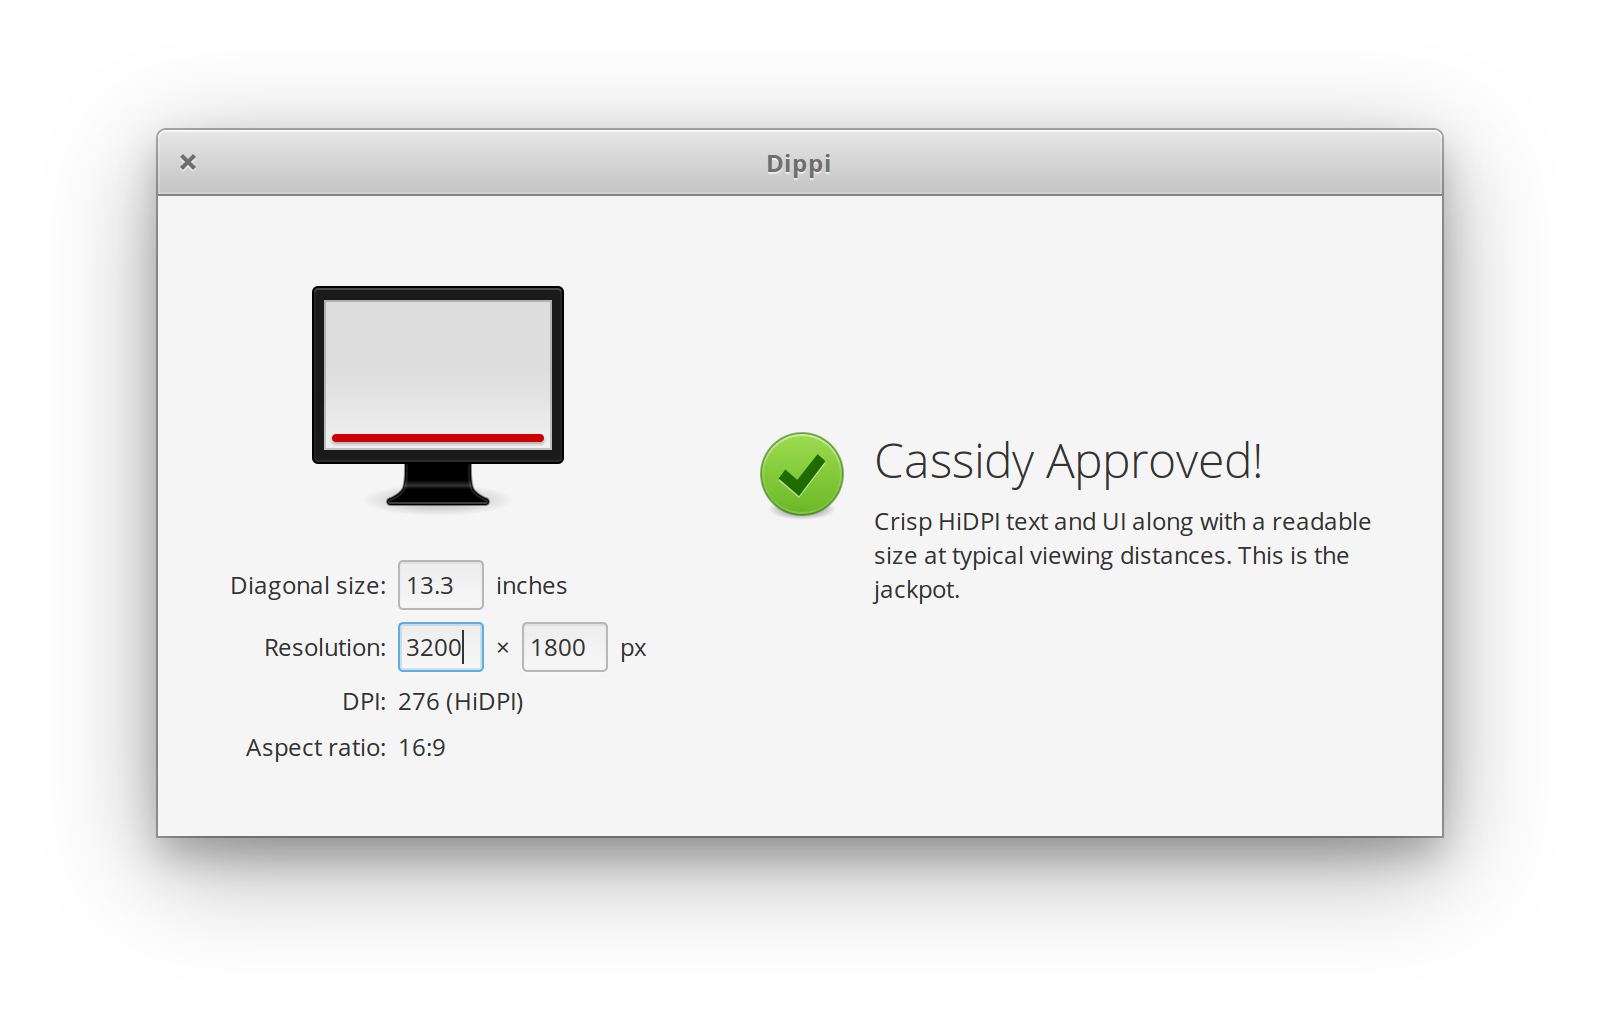 Dippi
Diagonal size: 13.3 inches
Resolution: 3200 × 1800 px
DPI: 276 (HiDPI)
Aspect ratio: 16:9
Cassidy Approved!
Crisp HiDPI text and UI along with a readable
size at typical viewing distances. This is the
jackpot.